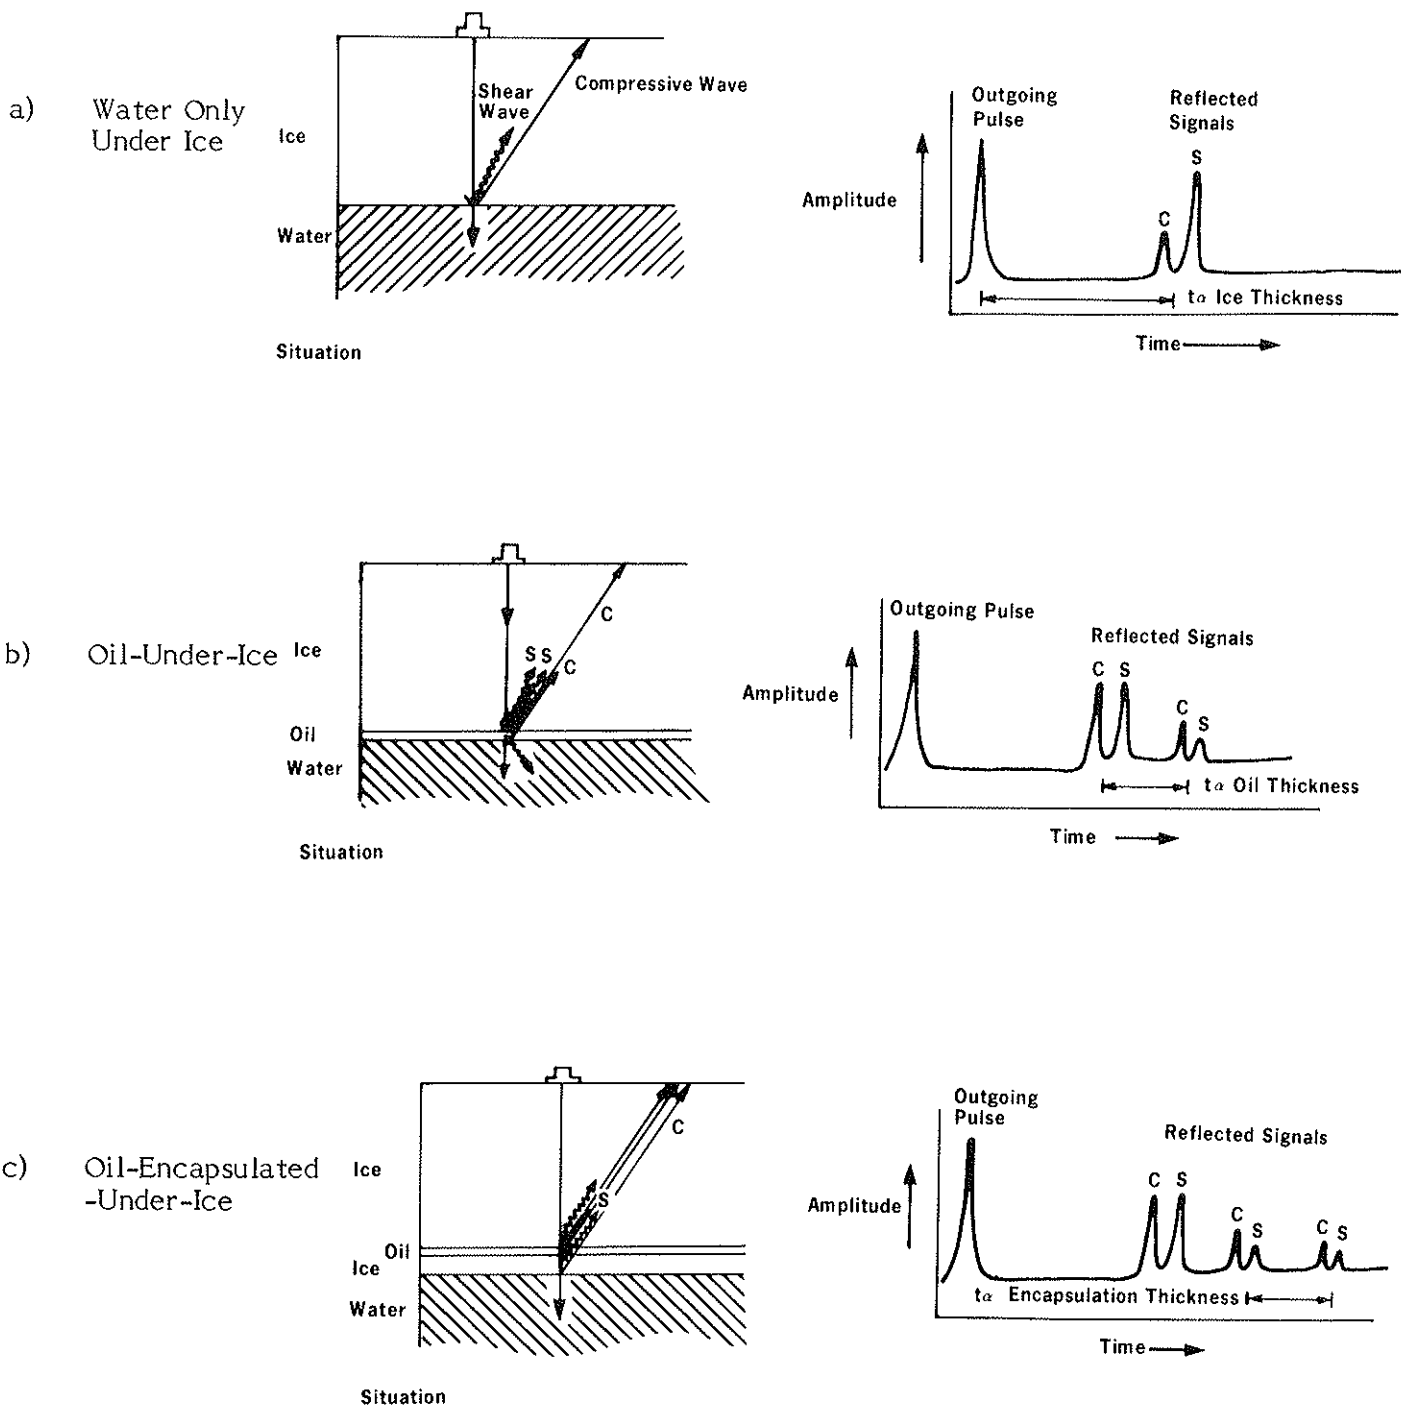 a) Water Only
Under Ice
Ice
Water
Shear
Wave
Compressive Wave
Situation
Outgoing
Pulse
Reflected
Signals
Amplitude
C
S
tα Ice Thickness
Time
b) Oil-Under-Ice
Ice
Oil
Water
S S C
C
Situation
Outgoing Pulse
Reflected Signals
Amplitude
C S
C S
tα Oil Thickness
Time
c) Oil-Encapsulated
-Under-Ice
Ice
Oil
Ice
Water
S
C
Situation
Outgoing
Pulse
Reflected Signals
Amplitude
C S
C S
C S
tα Encapsulation Thickness
Time